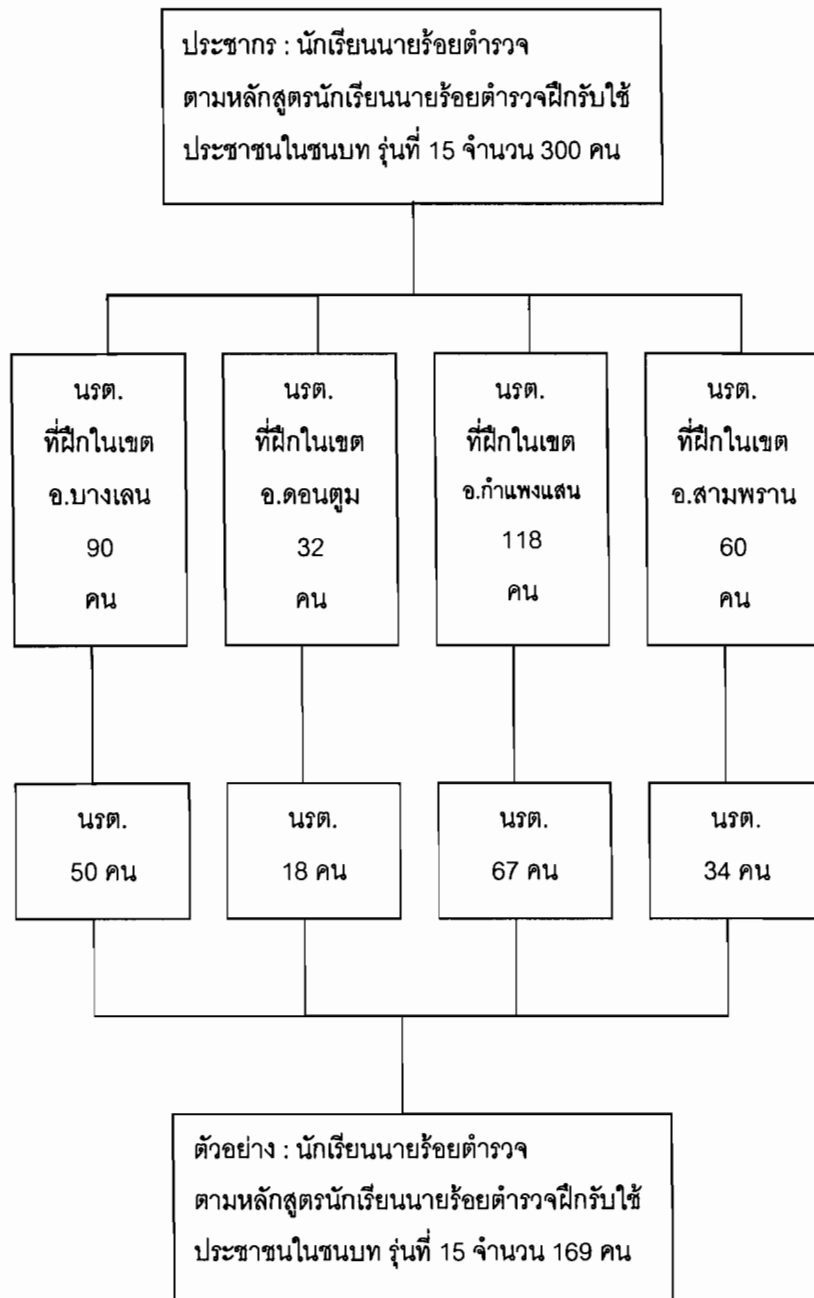 ประชากร : นักเรียนนายร้อยตำรวจ
ตามหลักสูตรนักเรียนนายร้อยตำรวจฝึกรับใช้
ประชาชนในชนบท รุ่นที่ 15 จำนวน 300 คน
นรต.
ที่ฝึกในเขต
อ.บางเลน
90
คน
นรต.
ที่ฝึกในเขต
อ.ดอนตูม
32
คน
นรต.
ที่ฝึกในเขต
อ.กำแพงแสน
118
คน
นรต.
ที่ฝึกในเขต
อ.สามพราน
60
คน
นรต.
50 คน
นรต.
18 คน
นรต.
67 คน
นรต.
34 คน
ตัวอย่าง : นักเรียนนายร้อยตำรวจ
ตามหลักสูตรนักเรียนนายร้อยตำรวจฝึกรับใช้
ประชาชนในชนบท รุ่นที่ 15 จำนวน 169 คน